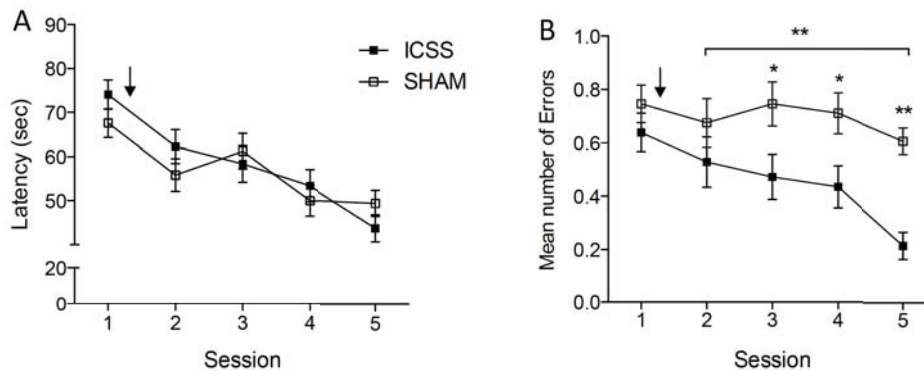 A
90
80
70
60
50
20
0
Latency (sec)
1 2 3 4 5
Session
ICSS
SHAM
B
1.0
0.8
0.6
0.4
0.2
0.0
Mean number of Errors
**
*
*
**
1 2 3 4 5
Session